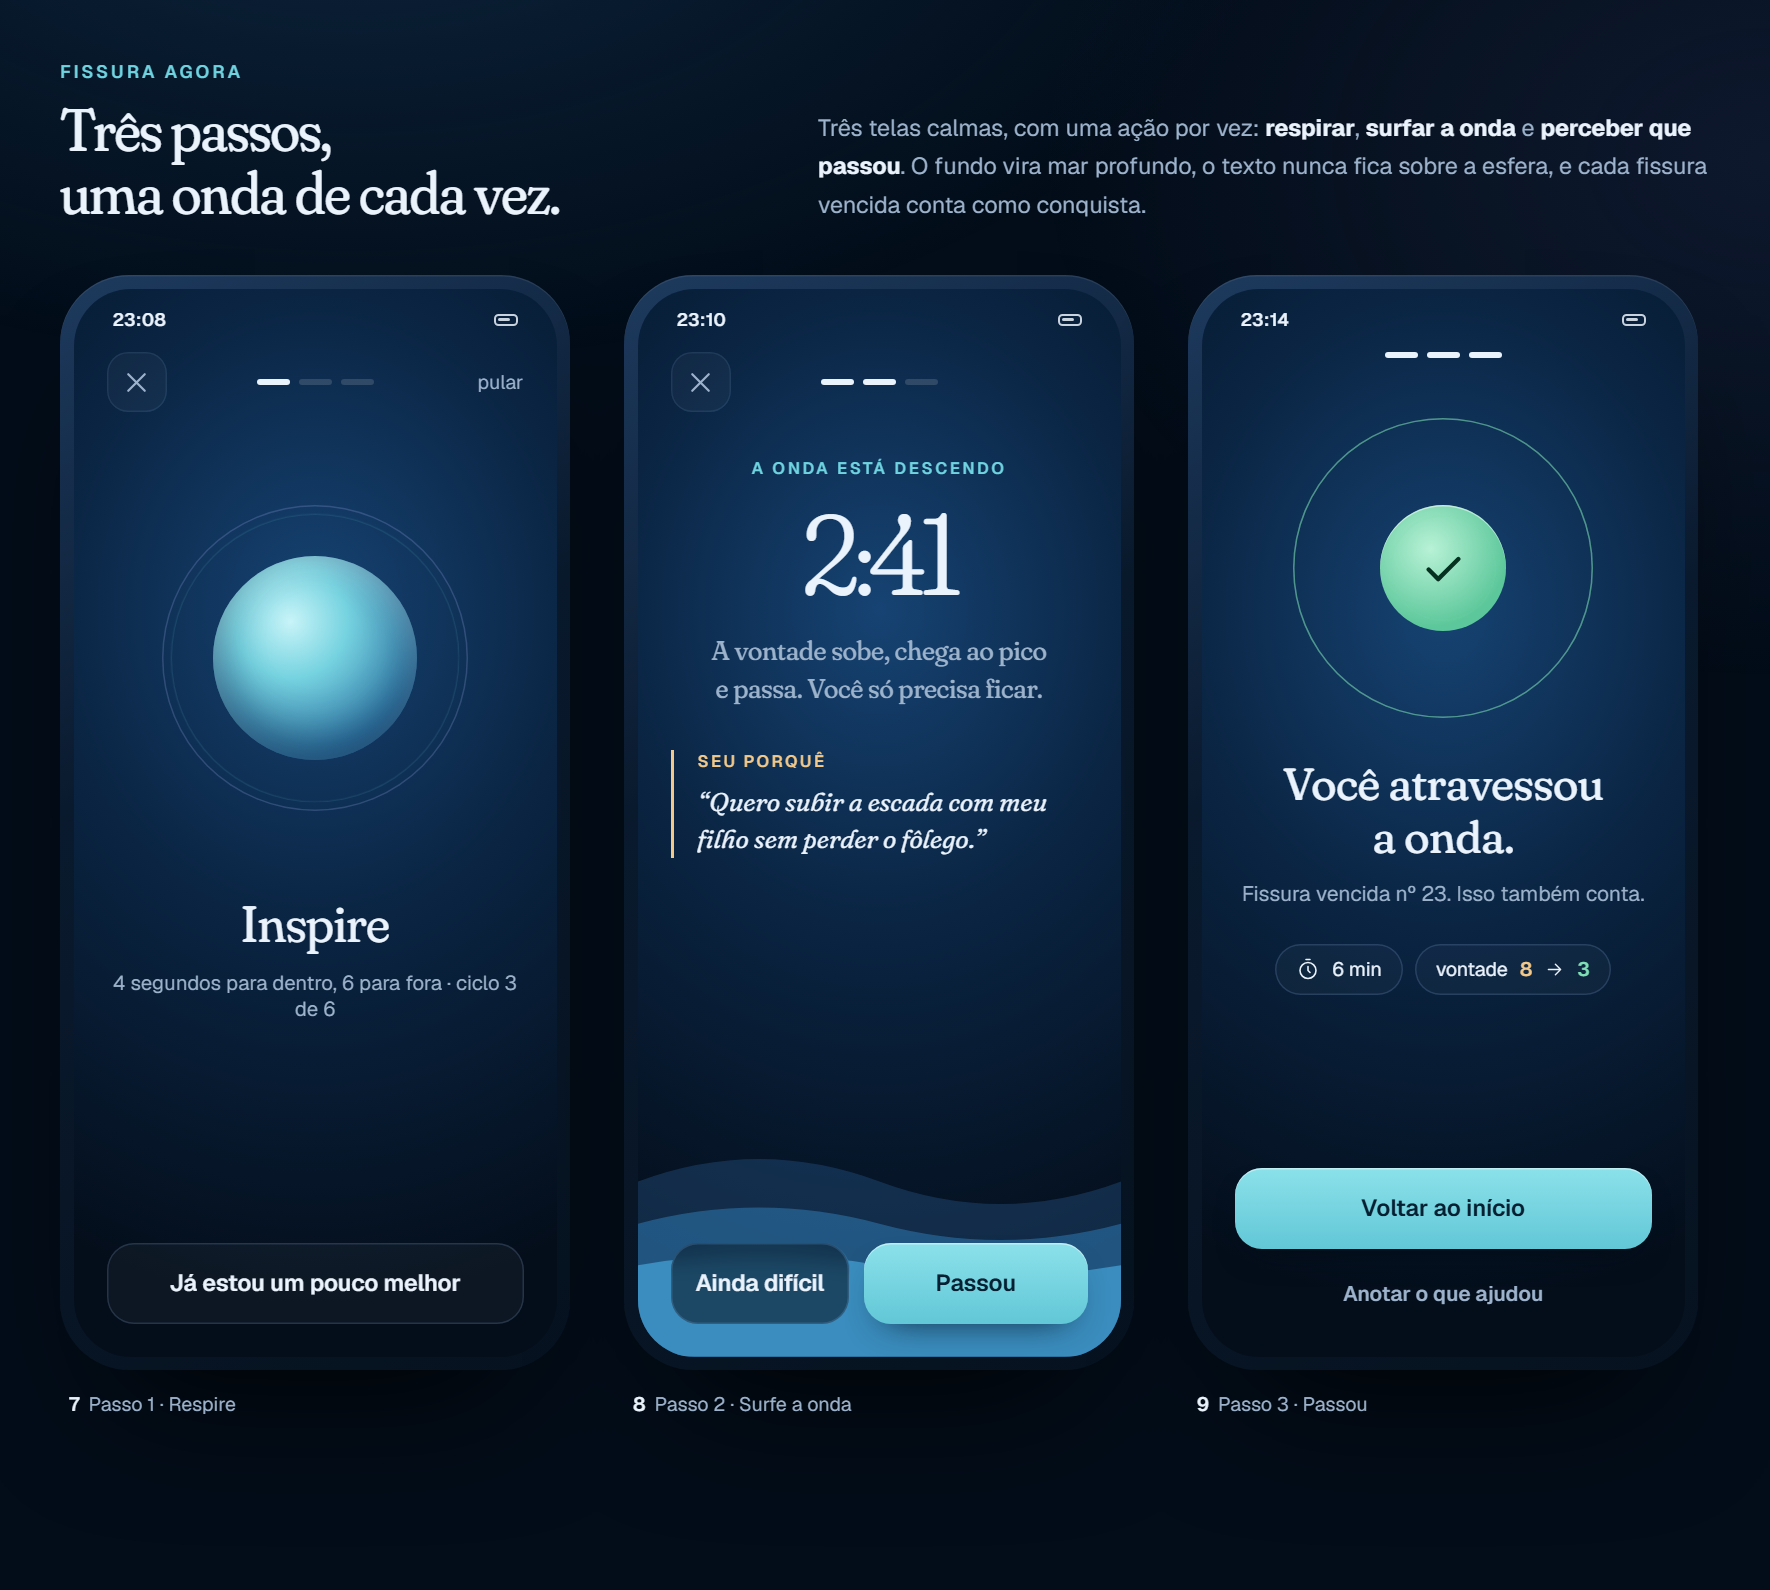 FISSURA AGORA
Três passos,
uma onda de cada vez.
Três telas calmas, com uma ação por vez: respirar, surfar a onda e perceber que
passou. O fundo vira mar profundo, o texto nunca fica sobre a esfera, e cada fissura
vencida conta como conquista.
23:08
pular
Inspire
4 segundos para dentro, 6 para fora · ciclo 3
de 6
Já estou um pouco melhor
7 Passo 1 · Respire
23:10
A ONDA ESTÁ DESCENDO
2:41
A vontade sobe, chega ao pico
e passa. Você só precisa ficar.
SEU PORQUÊ
“Quero subir a escada com meu
filho sem perder o fôlego.”
Ainda difícil
Passou
8 Passo 2 · Surfe a onda
23:14
Você atravessou
a onda.
Fissura vencida nº 23. Isso também conta.
6 min
vontade 8 → 3
Voltar ao início
Anotar o que ajudou
9 Passo 3 · Passou